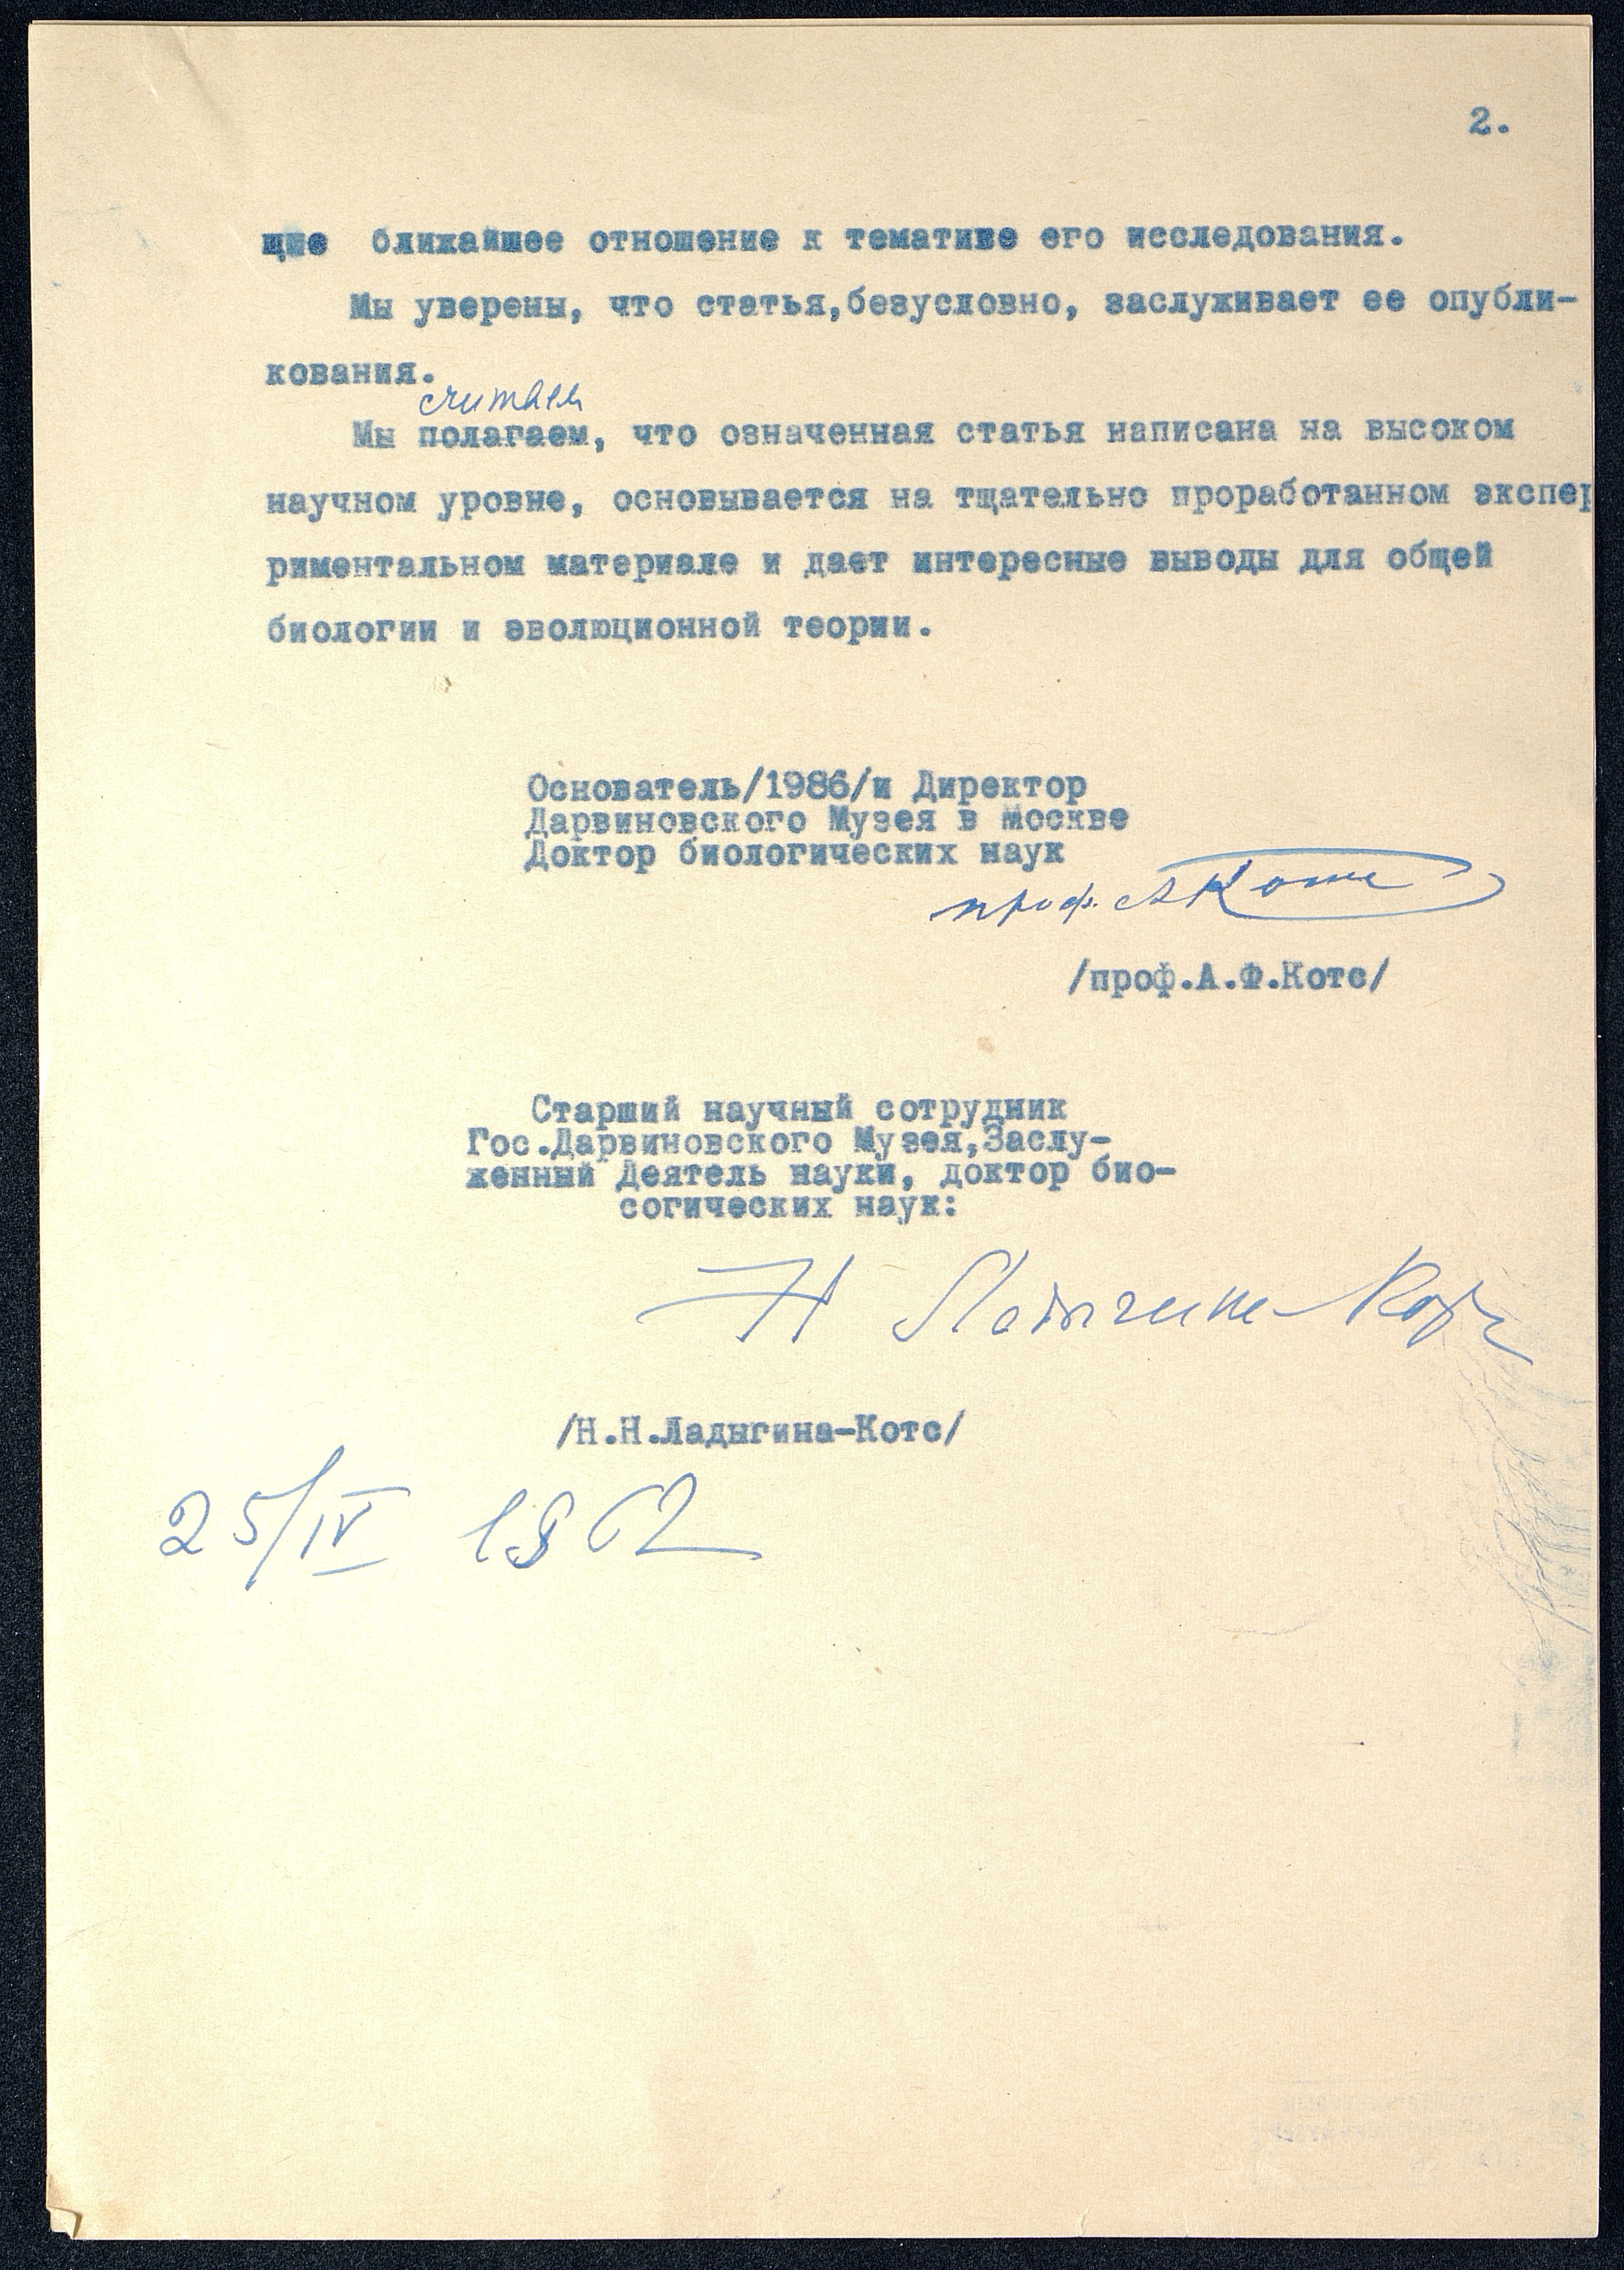 2.
щие ближайшее отношение к тематике его исследования.
Мы уверены, что статья,безусловно, заслуживает ее опубли-
кования.
считаем
Мы полагаем, что означенная статья написана на высоком
научном уровне, основывается на тщательно проработанном экспер
риментальном материале и дает интересные выводы для общей
биологии и эволюционной теории.
Основатель/1986/и Директор
Дарвиновского Музея в Москве
Доктор биологических наук
проф. АКотс
/проф.А.Ф.Котс/
Старший научный сотрудник
Гос.Дарвиновского Музея,Заслу-
женный Деятель науки, доктор био-
согических наук:
Н Ладыгина-Котс
/Н.Н.Ладыгина-Котс/
25/IV 1962